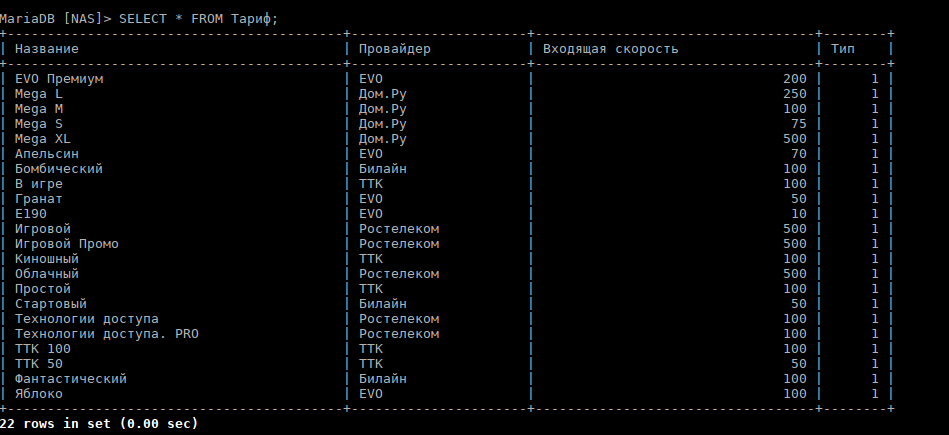 MariaDB [NAS]> SELECT * FROM Тариф;
+------------------------------------------+----------------------+-----------------------------------+--------+
| Название | Провайдер | Входящая скорость | Тип |
+------------------------------------------+----------------------+-----------------------------------+--------+
| EVO Премиум | EVO | 200 | 1 |
| Mega L | Дом.Ру | 250 | 1 |
| Mega M | Дом.Ру | 100 | 1 |
| Mega S | Дом.Ру | 75 | 1 |
| Mega XL | Дом.Ру | 500 | 1 |
| Апельсин | EVO | 70 | 1 |
| Бомбический | Билайн | 100 | 1 |
| В игре | ТТК | 100 | 1 |
| Гранат | EVO | 50 | 1 |
| Е190 | EVO | 10 | 1 |
| Игровой | Ростелеком | 500 | 1 |
| Игровой Промо | Ростелеком | 500 | 1 |
| Киношный | ТТК | 100 | 1 |
| Облачный | Ростелеком | 500 | 1 |
| Простой | ТТК | 100 | 1 |
| Стартовый | Билайн | 50 | 1 |
| Технологии доступа | Ростелеком | 100 | 1 |
| Технологии доступа. PRO | Ростелеком | 100 | 1 |
| ТТК 100 | ТТК | 100 | 1 |
| ТТК 50 | ТТК | 50 | 1 |
| Фантастический | Билайн | 100 | 1 |
| Яблоко | EVO | 100 | 1 |
+------------------------------------------+----------------------+-----------------------------------+--------+
22 rows in set (0.00 sec)